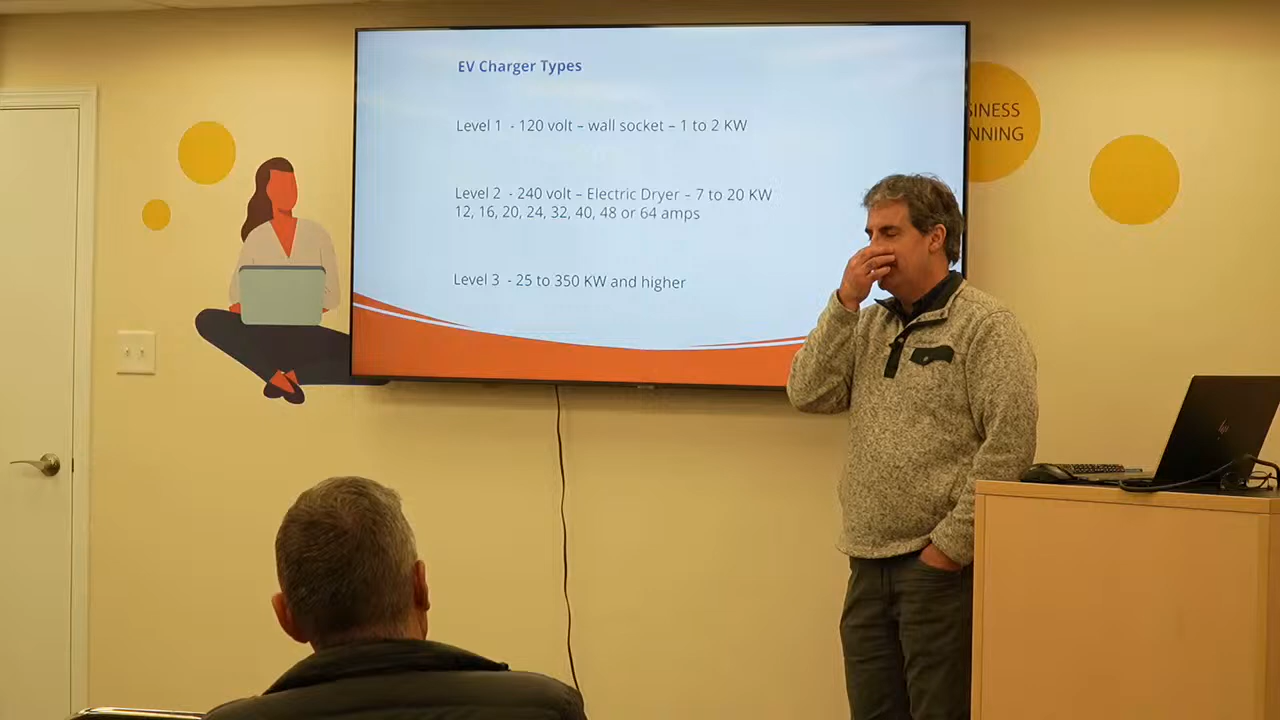 EV Charger Types
Level 1 - 120 volt – wall socket – 1 to 2 KW
Level 2 - 240 volt – Electric Dryer – 7 to 20 KW
12, 16, 20, 24, 32, 40, 48 or 64 amps
Level 3 - 25 to 350 KW and higher
SINESS
NNING
hp